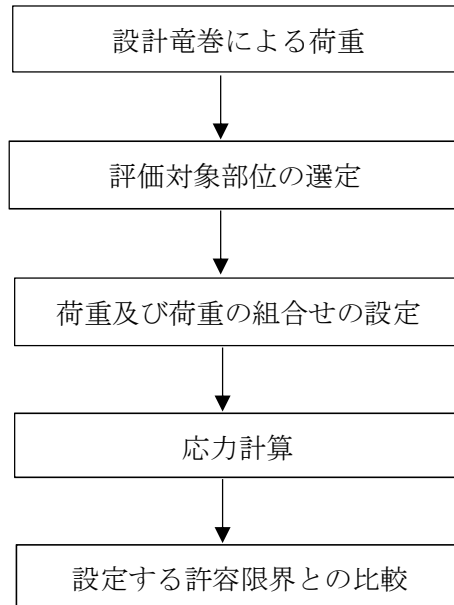 設計竜巻による荷重
評価対象部位の選定
荷重及び荷重の組合せの設定
応力計算
設定する許容限界との比較